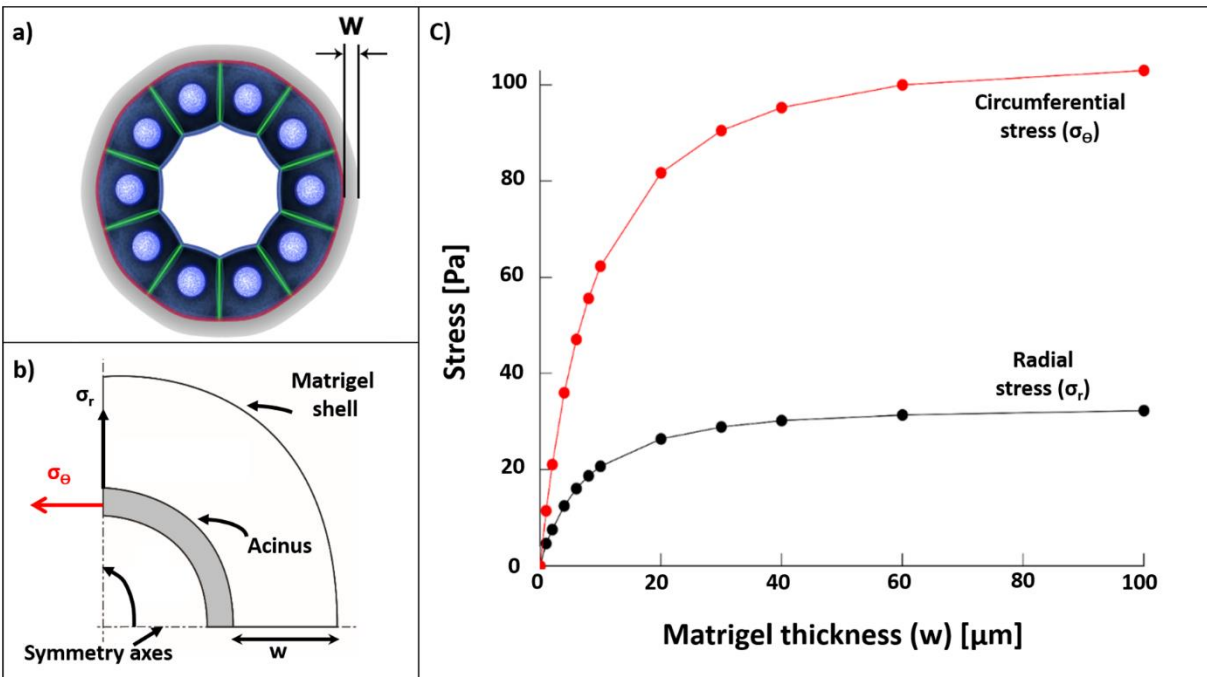 a)
W
b)
σr
Matrigel
shell
σΘ
Acinus
Symmetry axes
w
C)
Stress [Pa]
100
80
60
40
20
0
Circumferential
stress (σΘ)
Radial
stress (σr)
0
20
40
60
80
100
Matrigel thickness (w) [μm]